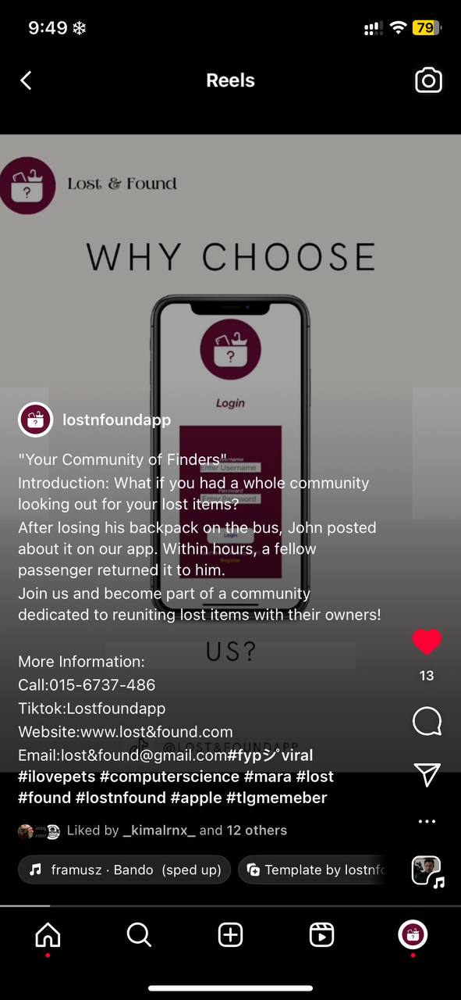 9:49
79
Reels
Lost & Found
WHY CHOOSE
Login
Username
Enter Username
Password
Enter Password
Login
Register
lostnfoundapp
"Your Community of Finders"
Introduction: What if you had a whole community
looking out for your lost items?
After losing his backpack on the bus, John posted
about it on our app. Within hours, a fellow
passenger returned it to him.
Join us and become part of a community
dedicated to reuniting lost items with their owners!
US?
More Information:
Call:015-6737-486
Tiktok:Lostfoundapp
Website:www.lost&found.com
@LOST&FOUNDAPP
Email:lost&found@gmail.com#fypシ゚viral
#ilovepets #computerscience #mara #lost
#found #lostnfound #apple #tlgmemeber
13
Liked by _kimalrnx_ and 12 others
framusz · Bando (sped up)
Template by lostnfo